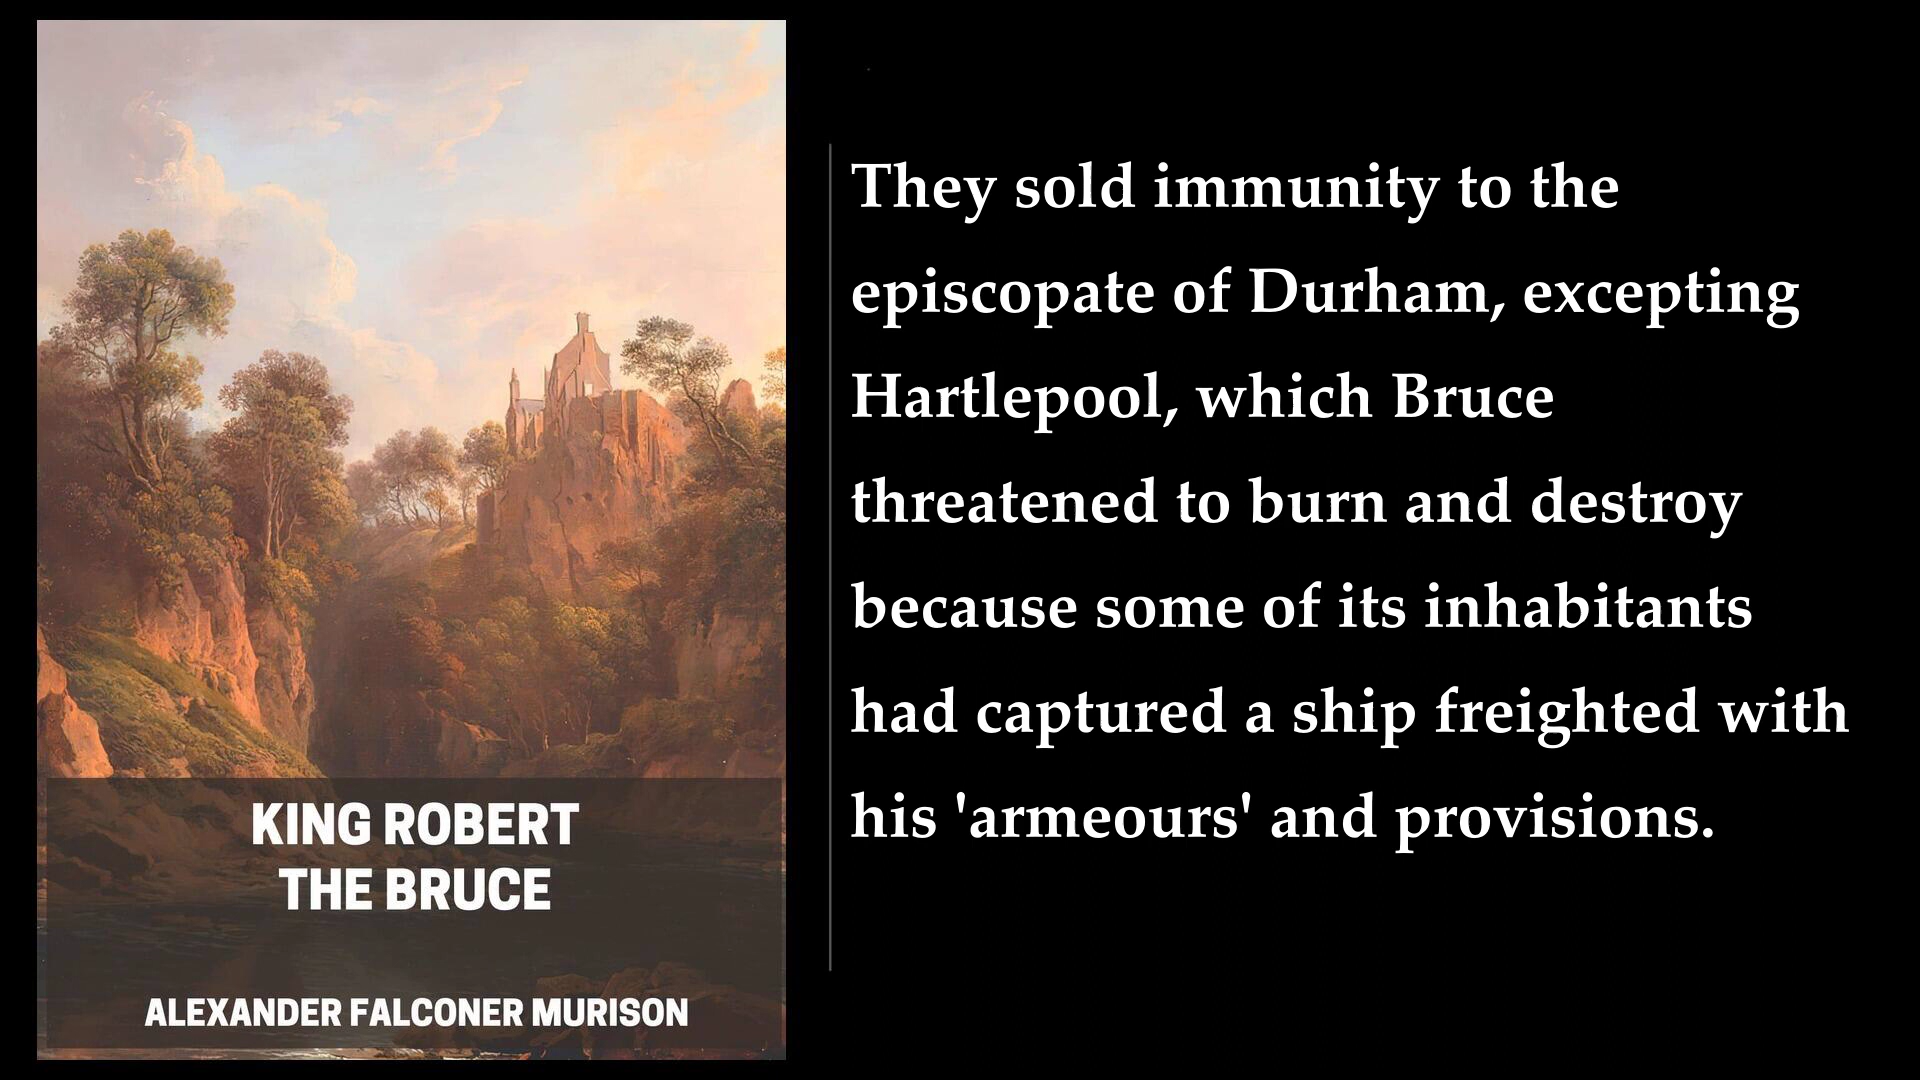 KING ROBERT
THE BRUCE
ALEXANDER FALCONER MURISON
They sold immunity to the
episcopate of Durham, excepting
Hartlepool, which Bruce
threatened to burn and destroy
because some of its inhabitants
had captured a ship freighted with
his 'armeours' and provisions.